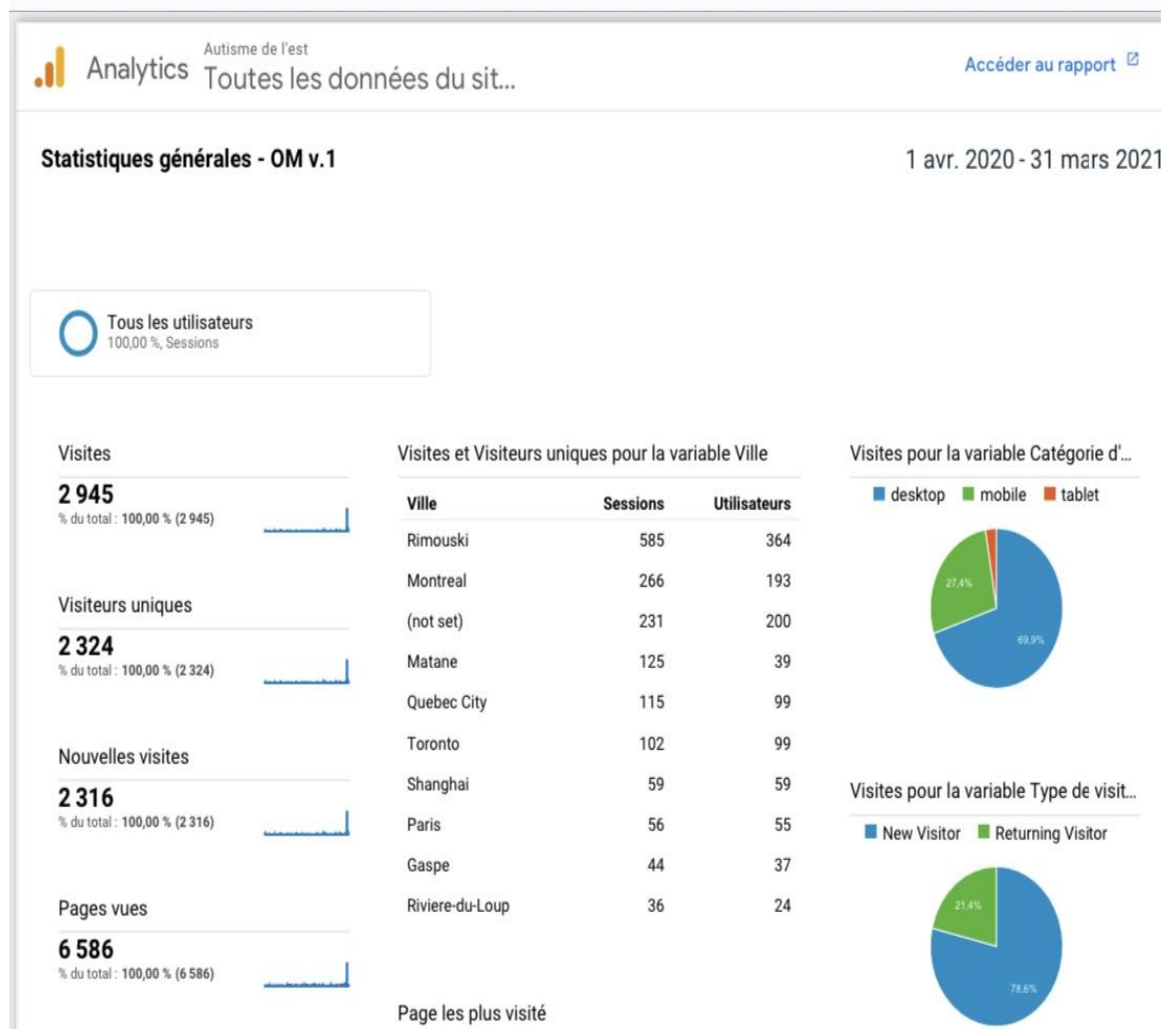 Analytics
Autisme de l'est
Toutes les données du sit...
Accéder au rapport
Statistiques générales - OM v.1
1 avr. 2020 - 31 mars 2021
Tous les utilisateurs
100,00 %, Sessions
Visites
2 945
% du total : 100,00 % (2 945)
Visiteurs uniques
2 324
% du total : 100,00 % (2 324)
Nouvelles visites
2 316
% du total : 100,00 % (2 316)
Pages vues
6 586
% du total : 100,00 % (6 586)
Visites et Visiteurs uniques pour la variable Ville
Ville Sessions Utilisateurs
Rimouski 585 364
Montreal 266 193
(not set) 231 200
Matane 125 39
Quebec City 115 99
Toronto 102 99
Shanghai 59 59
Paris 56 55
Gaspe 44 37
Riviere-du-Loup 36 24
Page les plus visité
Visites pour la variable Catégorie d'...
desktop mobile tablet
27,4%
69,9%
Visites pour la variable Type de visit...
New Visitor Returning Visitor
21,4%
78,6%